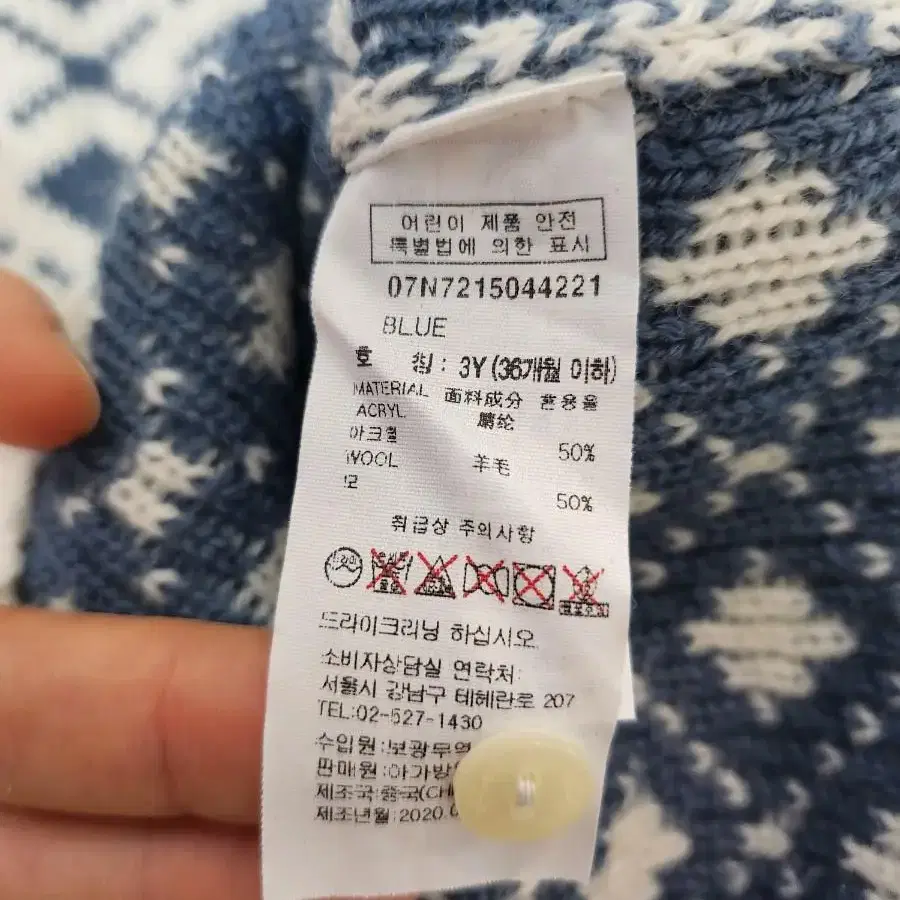 어린이 제품 안전
특별법에 의한 표시
07N7215044221
BLUE
호 칭 : 3Y (36개월 이하)
MATERIAL 面料成分 혼용율
ACRYL 腈纶
아크릴 50%
WOOL 羊毛
모 50%
취급상 주의사항
드라이크리닝 하십시오.
소비자상담실 연락처:
서울시 강남구 테헤란로 207
TEL:02-527-1430
수입원:보광무역
판매원:아가방
제조국:중국(CH
제조년월:2020.0